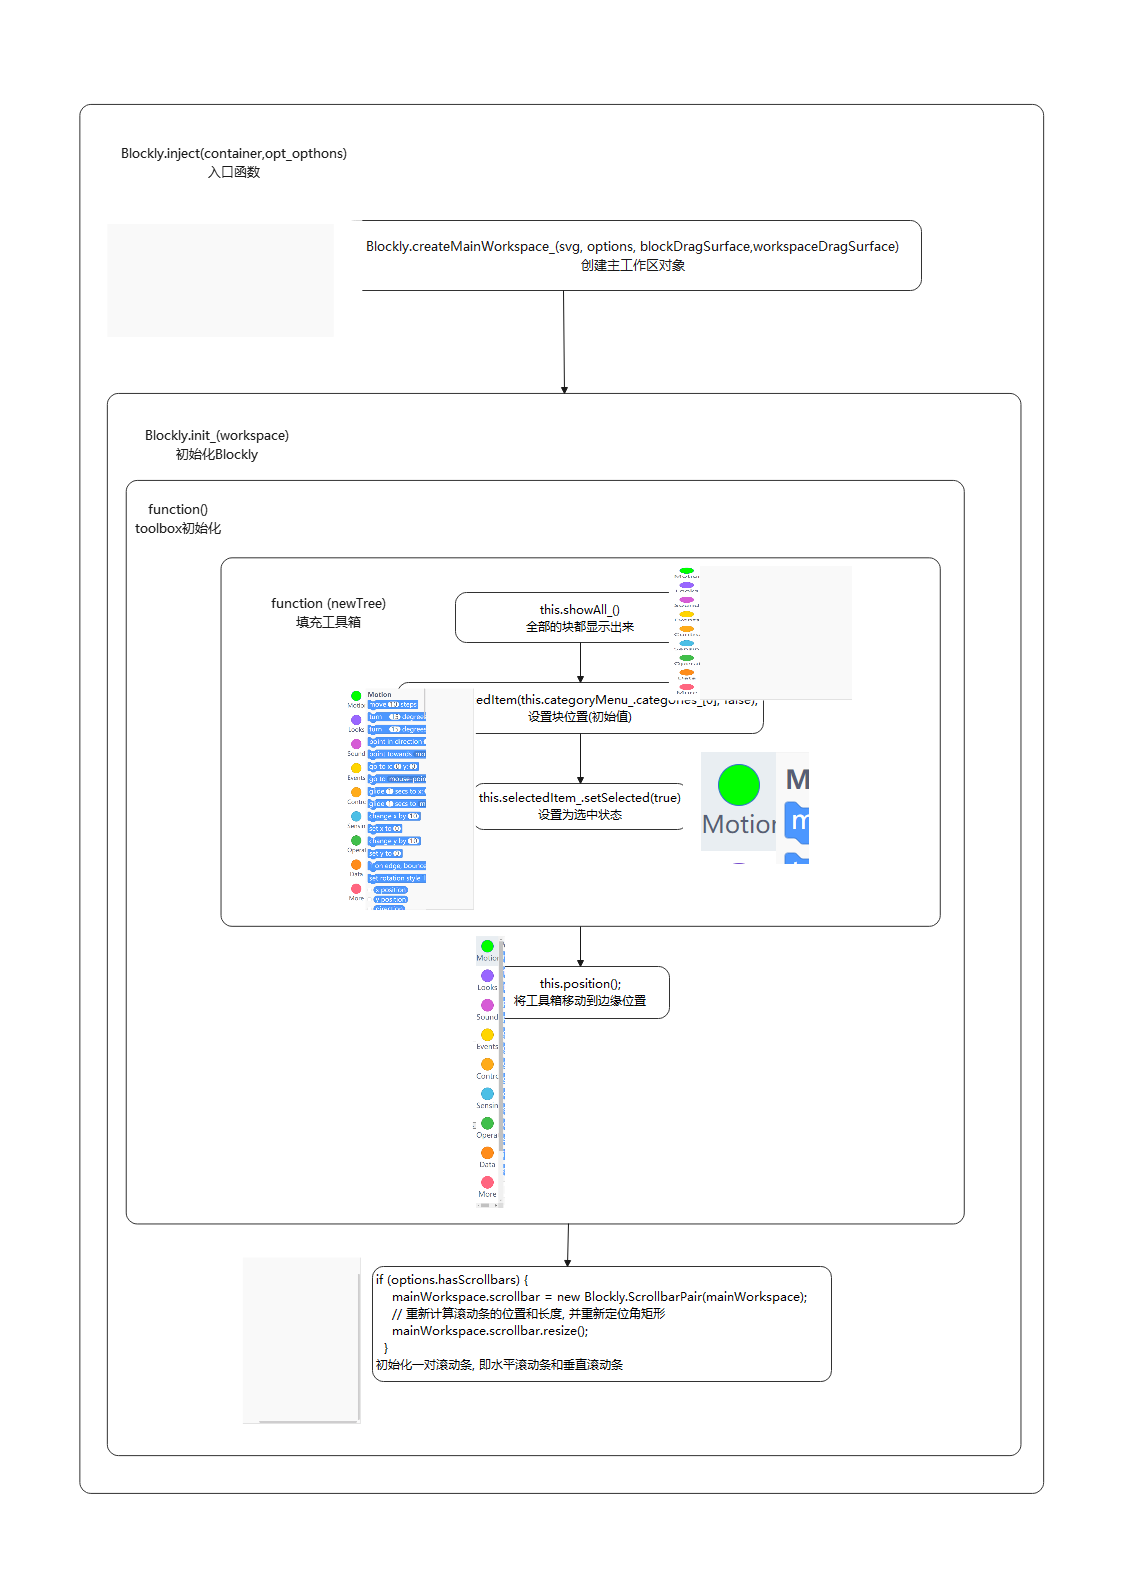 Blockly.inject(container,opt_opthons)
入口函数
Blockly.createMainWorkspace_(svg, options, blockDragSurface,workspaceDragSurface)
创建主工作区对象
Blockly.init_(workspace)
初始化Blockly
function()
toolbox初始化
function (newTree)
填充工具箱
this.showAll_()
全部的块都显示出来
edItem(this.categoryMenu_.categories_[0], false);
设置块位置(初始值)
this.selectedItem_.setSelected(true)
设置为选中状态
Motion
Motion
move 10 steps
turn 15 degrees
Looks
turn 15 degrees
Sound
point in direction
point towards
Events
go to x: 0 y: 0
go to mouse-poin
glide 1 secs to x:
glide 1 secs to m
change x by 10
set x to 0
change y by 10
set y to 0
on edge, bounce
Data
set rotation style
x position
More
y position
direction
Motion
M
this.position();
将工具箱移动到边缘位置
Motion
Looks
Sound
Events
Contro
Sensin
Opera
Data
More
if (options.hasScrollbars) {
mainWorkspace.scrollbar = new Blockly.ScrollbarPair(mainWorkspace);
// 重新计算滚动条的位置和长度, 并重新定位角矩形
mainWorkspace.scrollbar.resize();
}
初始化一对滚动条, 即水平滚动条和垂直滚动条